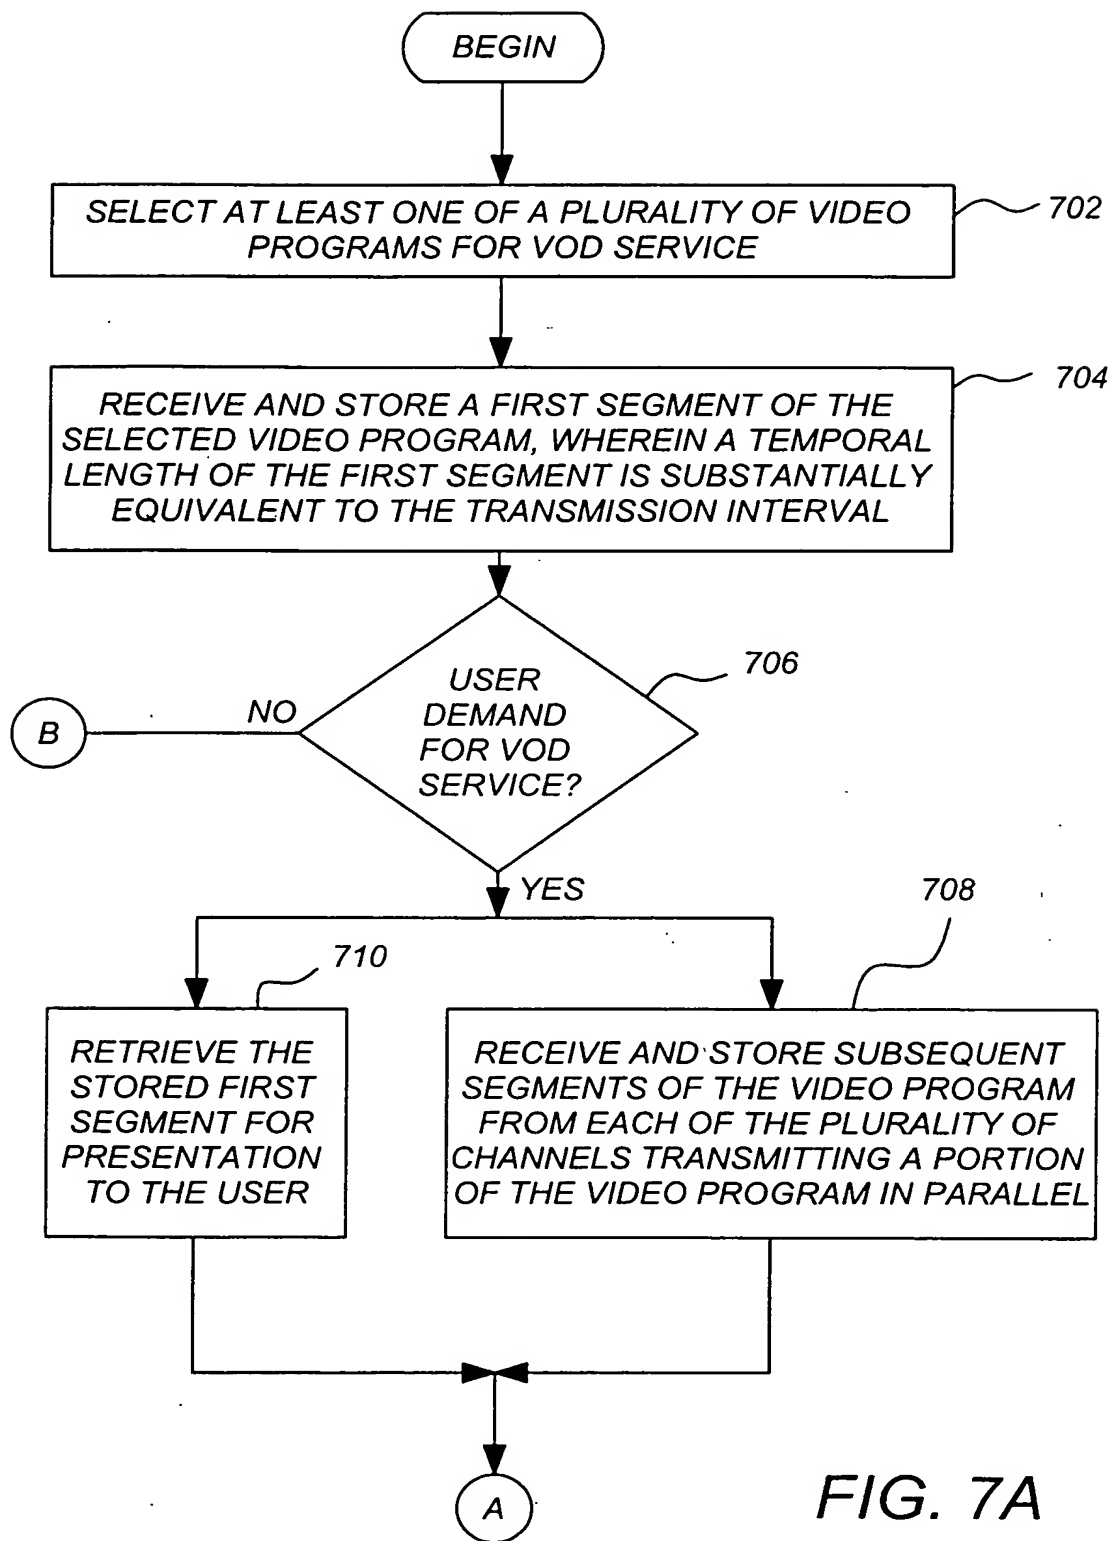 BEGIN
SELECT AT LEAST ONE OF A PLURALITY OF VIDEO
PROGRAMS FOR VOD SERVICE
702
RECEIVE AND STORE A FIRST SEGMENT OF THE
SELECTED VIDEO PROGRAM, WHEREIN A TEMPORAL
LENGTH OF THE FIRST SEGMENT IS SUBSTANTIALLY
EQUIVALENT TO THE TRANSMISSION INTERVAL
704
USER
DEMAND
FOR VOD
SERVICE?
706
NO
B
YES
710
RETRIEVE THE
STORED FIRST
SEGMENT FOR
PRESENTATION
TO THE USER
708
RECEIVE AND STORE SUBSEQUENT
SEGMENTS OF THE VIDEO PROGRAM
FROM EACH OF THE PLURALITY OF
CHANNELS TRANSMITTING A PORTION
OF THE VIDEO PROGRAM IN PARALLEL
A
FIG. 7A